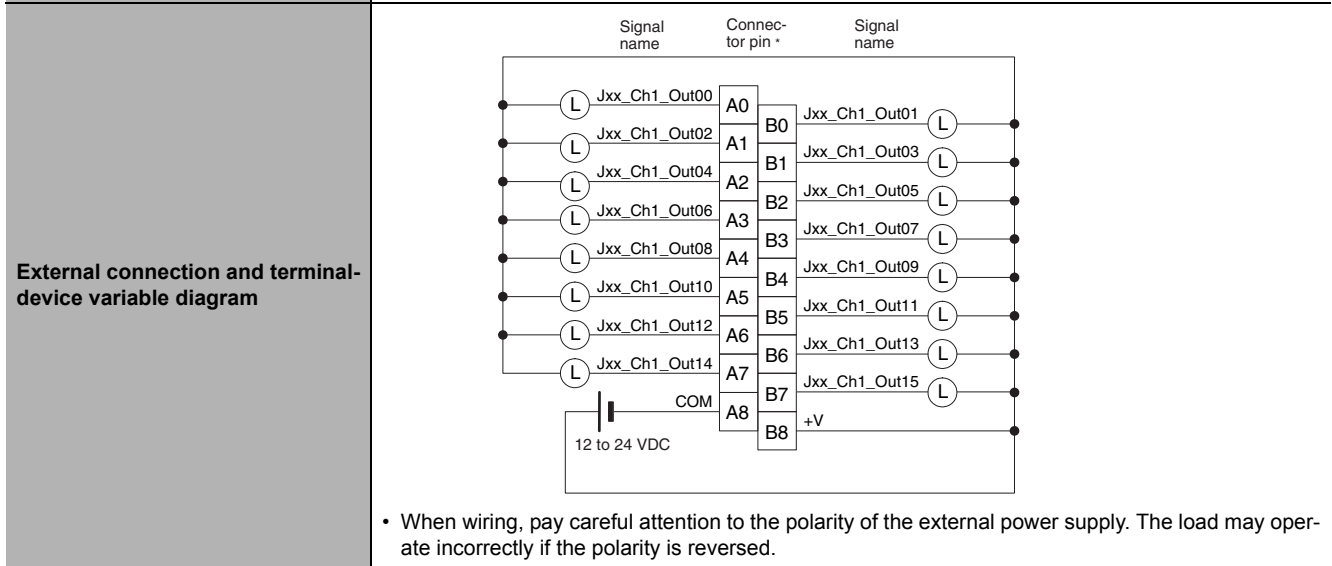 External connection and terminal-
device variable diagram
Signal
name
Connec-
tor pin *
Signal
name
L Jxx_Ch1_Out00 A0
B0 Jxx_Ch1_Out01 L
L Jxx_Ch1_Out02 A1
B1 Jxx_Ch1_Out03 L
L Jxx_Ch1_Out04 A2
B2 Jxx_Ch1_Out05 L
L Jxx_Ch1_Out06 A3
B3 Jxx_Ch1_Out07 L
L Jxx_Ch1_Out08 A4
B4 Jxx_Ch1_Out09 L
L Jxx_Ch1_Out10 A5
B5 Jxx_Ch1_Out11 L
L Jxx_Ch1_Out12 A6
B6 Jxx_Ch1_Out13 L
L Jxx_Ch1_Out14 A7
B7 Jxx_Ch1_Out15 L
COM A8
B8 +V
12 to 24 VDC
• When wiring, pay careful attention to the polarity of the external power supply. The load may oper-
ate incorrectly if the polarity is reversed.